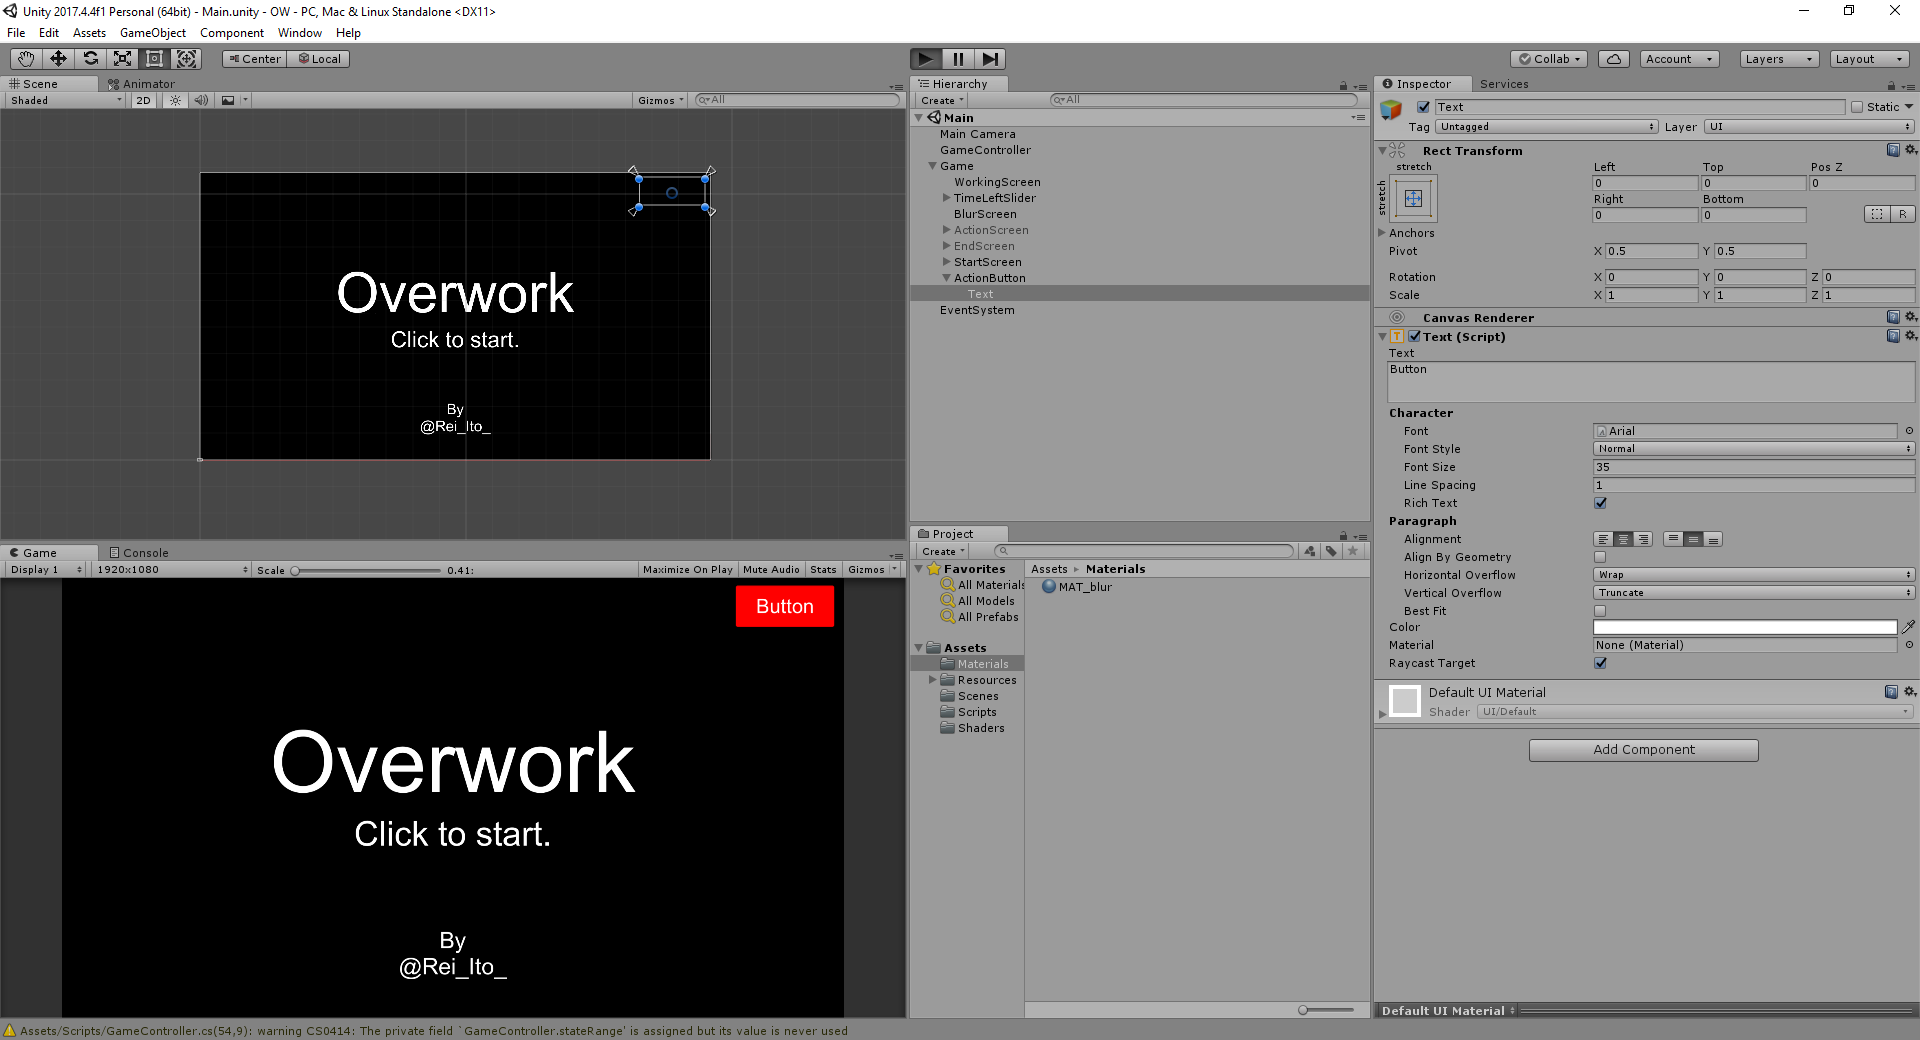 Unity 2017.4.4f1 Personal (64bit) - Main.unity - OW - PC, Mac & Linux Standalone <DX11>
File Edit Assets GameObject Component Window Help
Center Local
Collab Account Layers Layout
Scene Animator
Shaded 2D Gizmos All
Overwork
Click to start.
By
@Rei_Ito_
Game Console
Display 1 1920x1080 Scale 0.41: Maximize On Play Mute Audio Stats Gizmos
Button
Overwork
Click to start.
By
@Rei_Ito_
Hierarchy
Create All
Main
Main Camera
GameController
Game
WorkingScreen
TimeLeftSlider
BlurScreen
ActionScreen
EndScreen
StartScreen
ActionButton
Text
EventSystem
Project
Create
Favorites
All Materials
All Models
All Prefabs
Assets
Materials
Resources
Scenes
Scripts
Shaders
Assets Materials
MAT_blur
Inspector Services
Text Static
Tag Untagged Layer UI
Rect Transform
stretch
stretch
Left Top Pos Z
0 0 0
Right Bottom
0 0 R
Anchors
Pivot X 0.5 Y 0.5
Rotation X 0 Y 0 Z 0
Scale X 1 Y 1 Z 1
Canvas Renderer
T Text (Script)
Text
Button
Character
Font Arial
Font Style Normal
Font Size 35
Line Spacing 1
Rich Text
Paragraph
Alignment
Align By Geometry
Horizontal Overflow Wrap
Vertical Overflow Truncate
Best Fit
Color
Material None (Material)
Raycast Target
Default UI Material
Shader UI/Default
Add Component
Default UI Material
Assets/Scripts/GameController.cs(54,9): warning CS0414: The private field `GameController.stateRange' is assigned but its value is never used